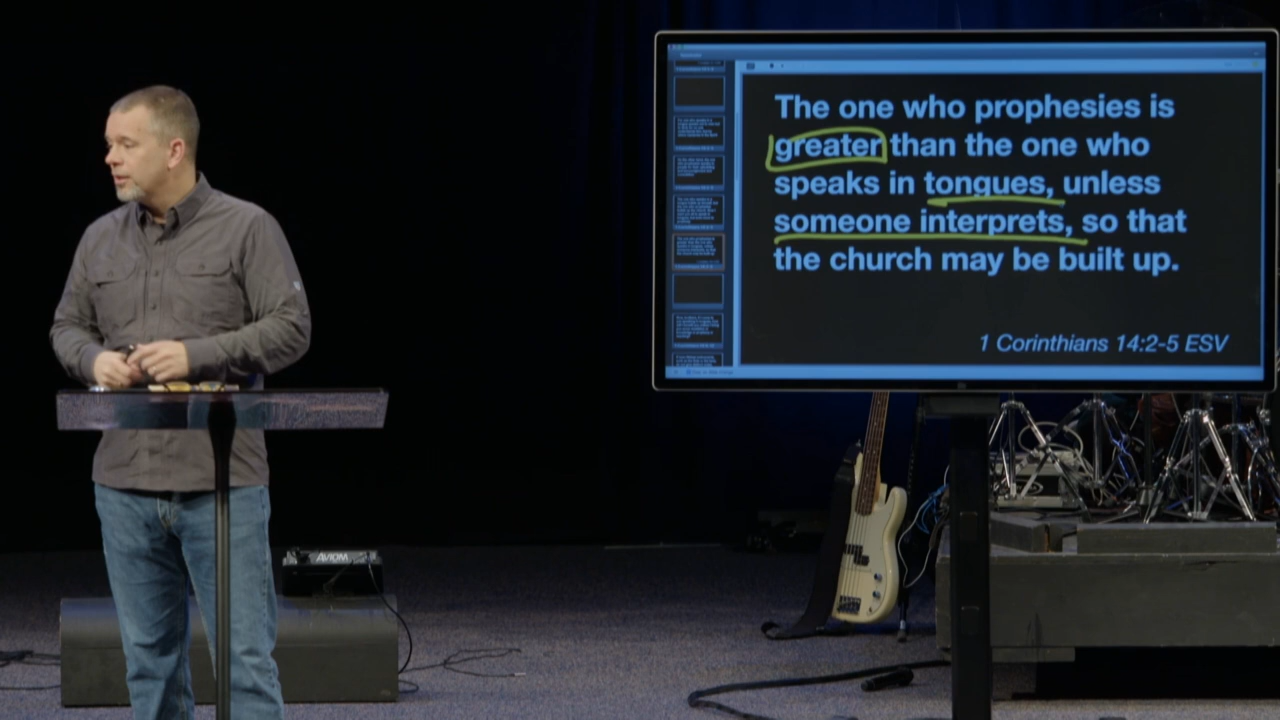 The one who prophesies is
greater than the one who
speaks in tongues, unless
someone interprets, so that
the church may be built up.
1 Corinthians 14:2-5 ESV
AVIOM